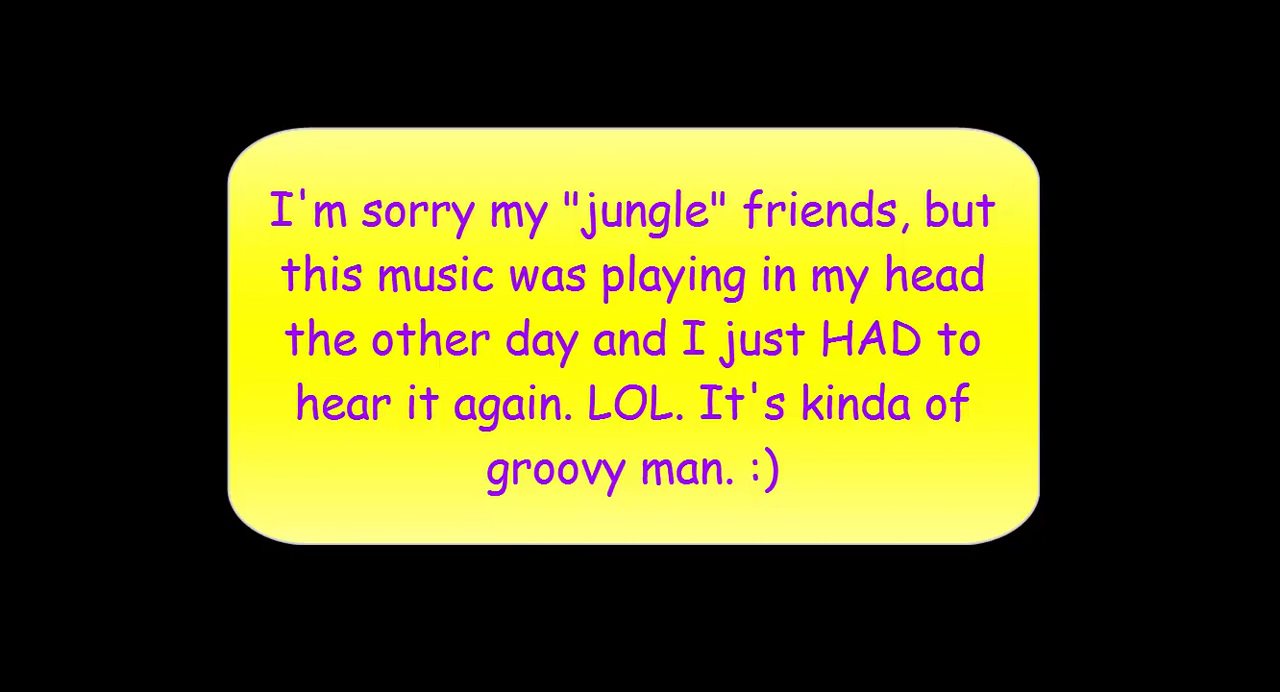 I'm sorry my "jungle" friends, but
this music was playing in my head
the other day and I just HAD to
hear it again. LOL. It's kinda of
groovy man. :)